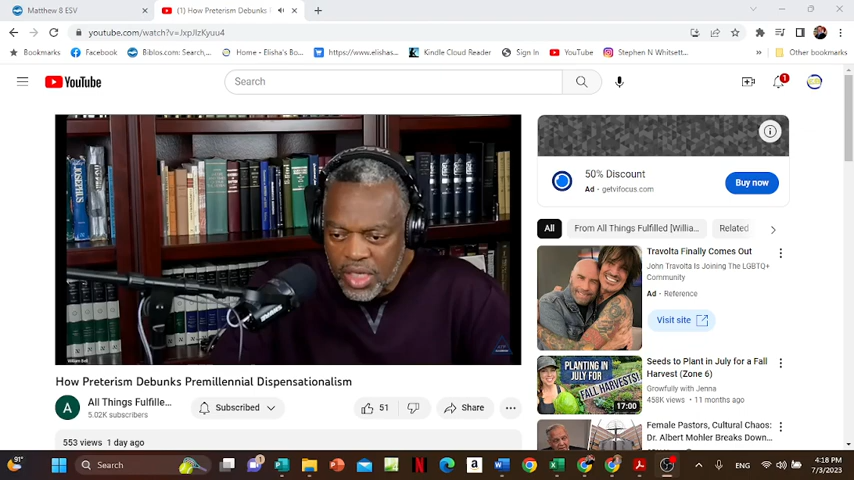 Matthew 8 ESV
(1) How Preterism Debunks
youtube.com/watch?v=JxpJlzKyuu4
Bookmarks
Facebook
Biblos.com: Search,...
Home - Elisha's Bo...
https://www.elishas...
Kindle Cloud Reader
Sign In
YouTube
Stephen N Whitsett...
»
Other bookmarks
YouTube
Search
1
JOSEPHUS
William Bell
50% Discount
Ad · getvifocus.com
Buy now
All
From All Things Fulfilled [Willia...
Related
Travolta Finally Comes Out
John Travolta Is Joining The LGBTQ+
Community
Ad · Reference
Visit site
PLANTING
IN JULY FOR
FALL HARVESTS!
17:00
Seeds to Plant in July for a Fall
Harvest (Zone 6)
Growfully with Jenna
458K views · 11 months ago
Female Pastors, Cultural Chaos:
Dr. Albert Mohler Breaks Down...
How Preterism Debunks Premillennial Dispensationalism
A
All Things Fulfille...
5.02K subscribers
Subscribed
51
Share
553 views 1 day ago
91°
Search
ENG
4:18 PM
7/3/2023